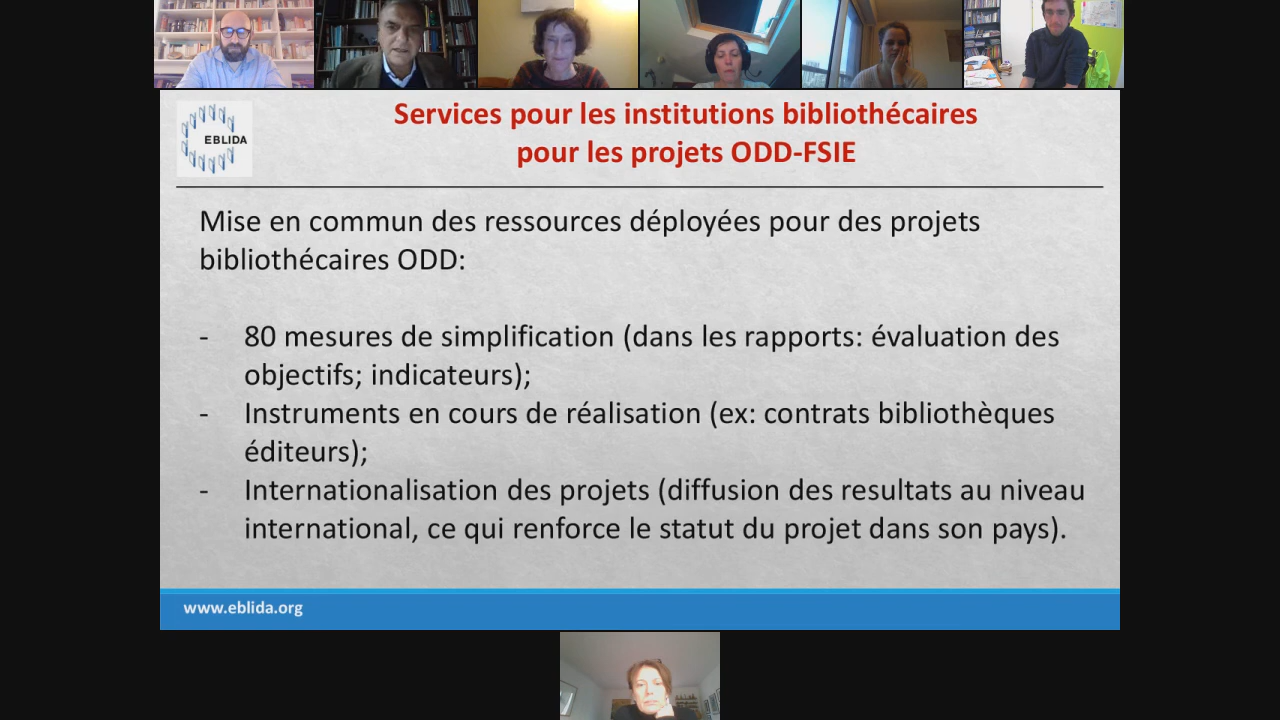 EBLIDA
Services pour les institutions bibliothécaires
pour les projets ODD-FSIE
Mise en commun des ressources déployées pour des projets
bibliothécaires ODD:
- 80 mesures de simplification (dans les rapports: évaluation des
objectifs; indicateurs);
- Instruments en cours de réalisation (ex: contrats bibliothèques
éditeurs);
- Internationalisation des projets (diffusion des resultats au niveau
international, ce qui renforce le statut du projet dans son pays).
www.eblida.org